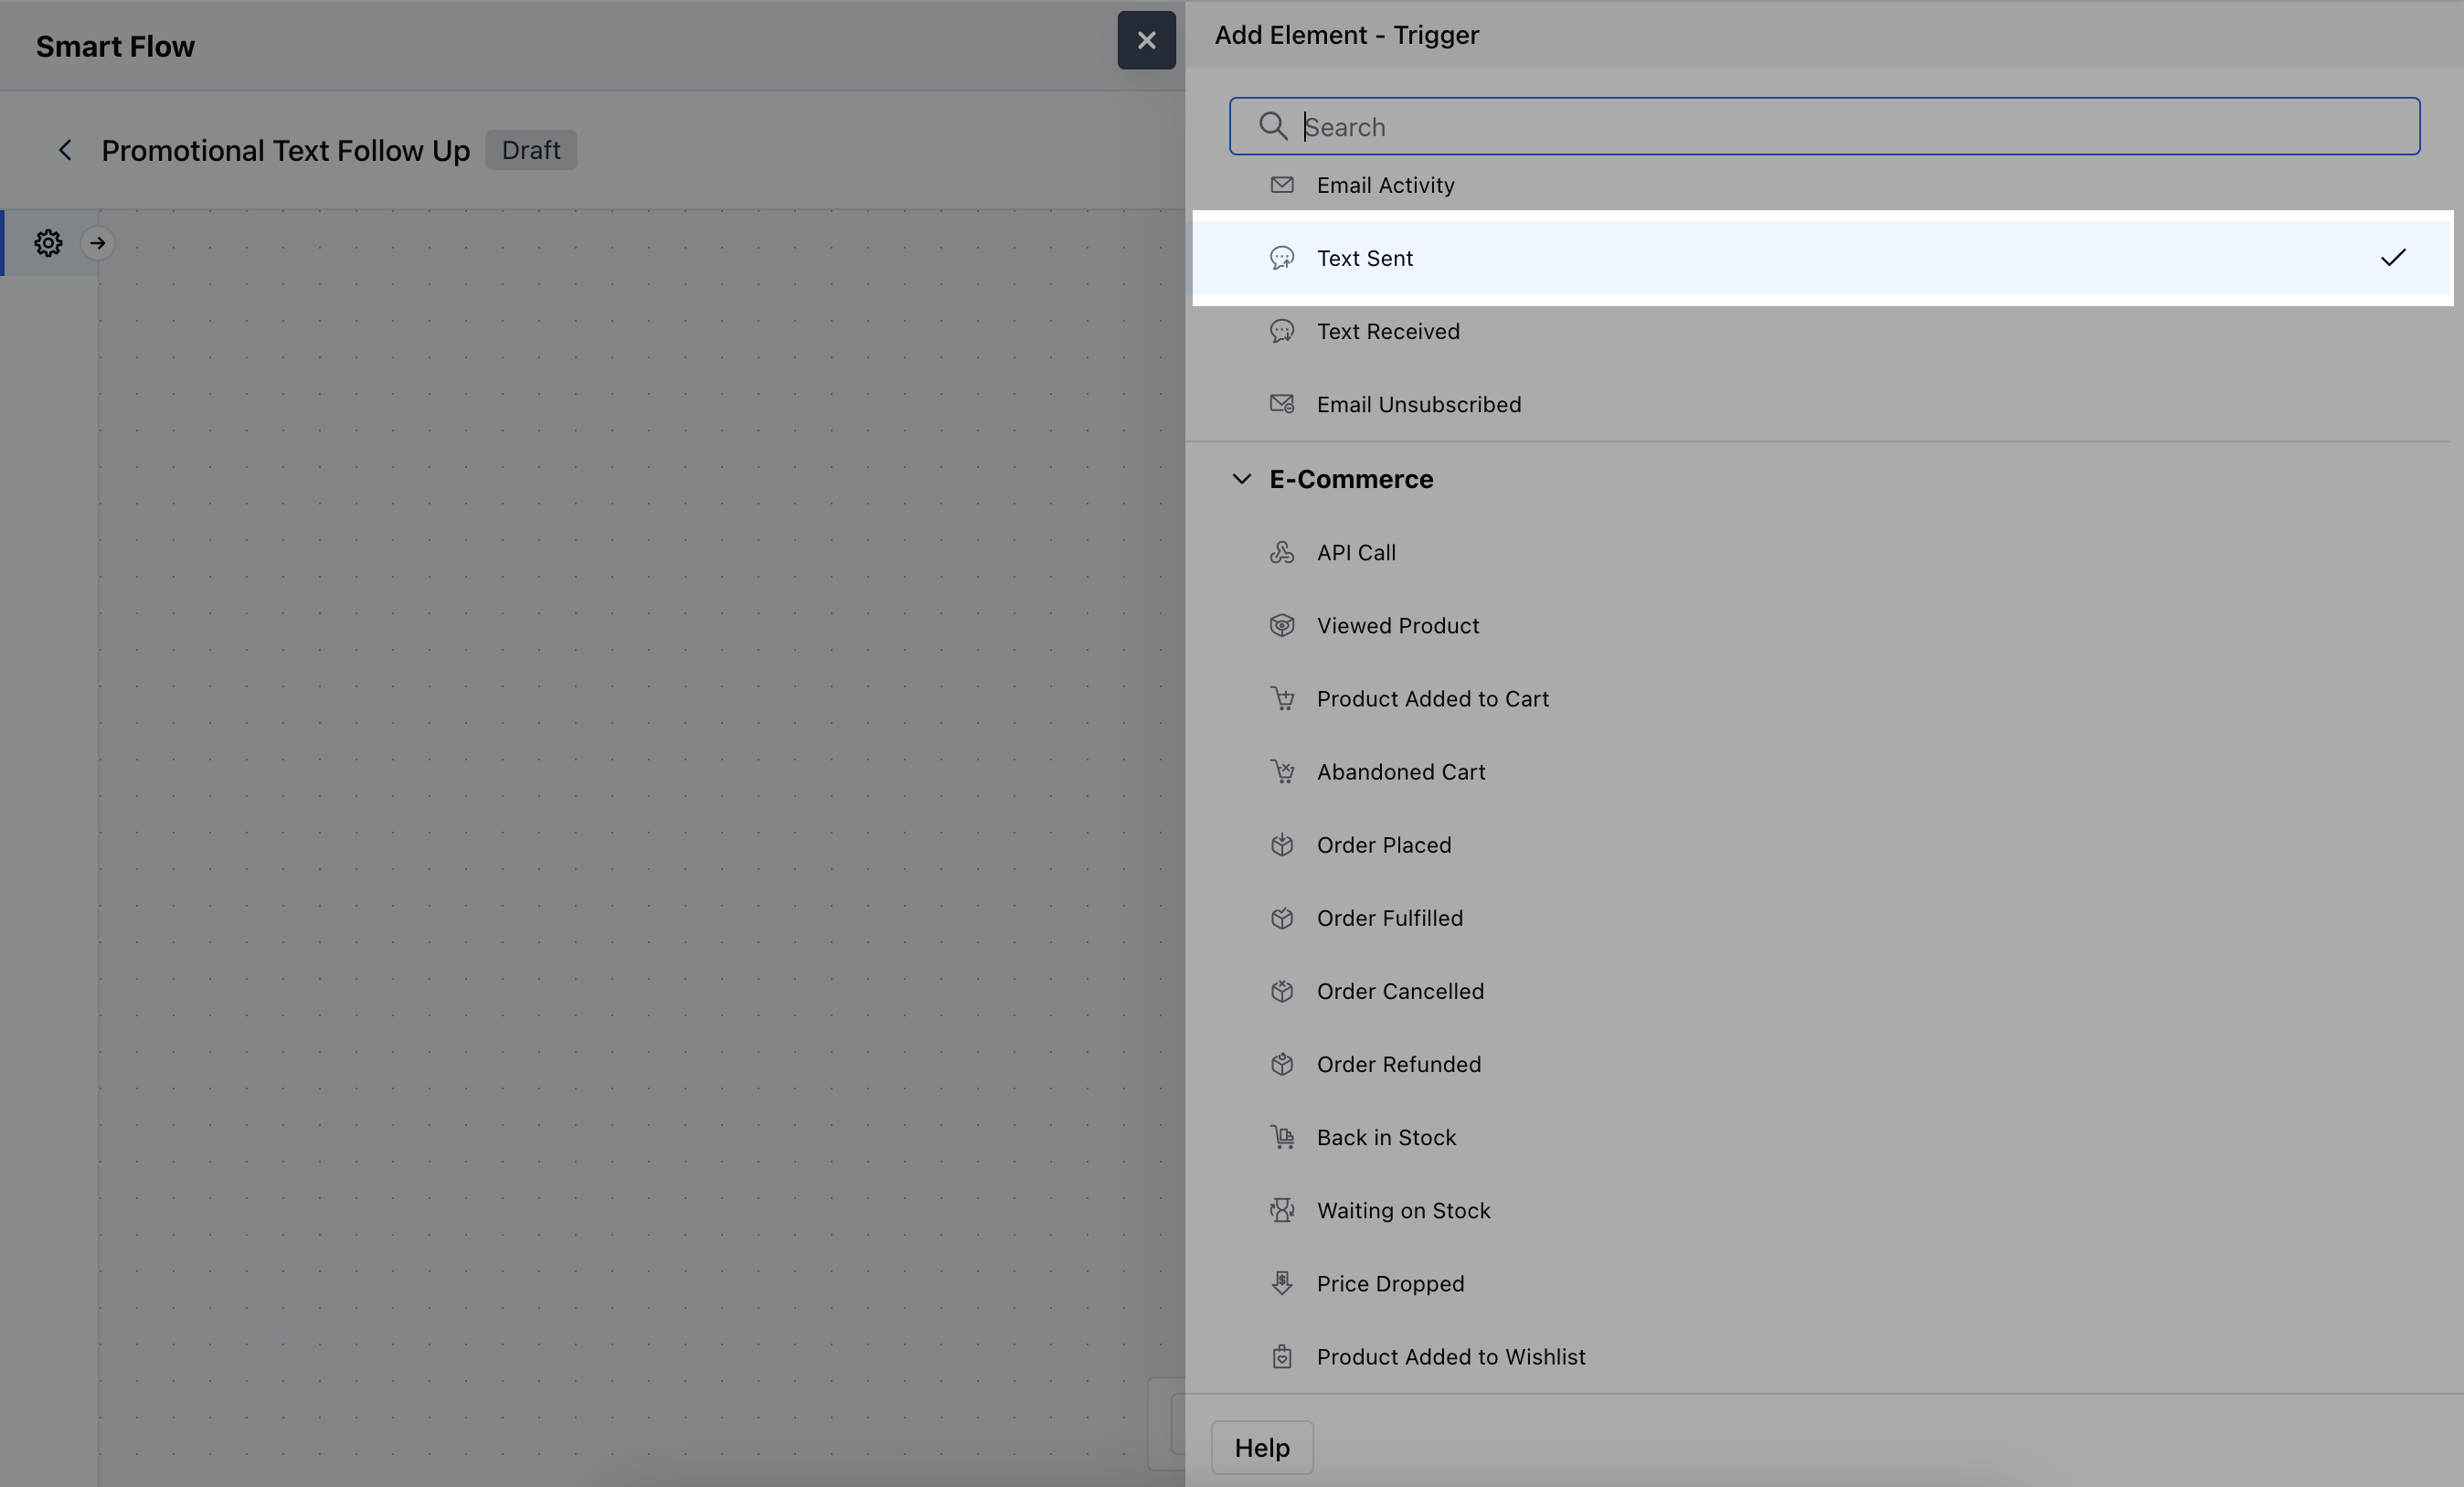 Smart Flow
Promotional Text Follow Up
Draft
Add Element - Trigger
Search
Email Activity
Text Sent
Text Received
Email Unsubscribed
E-Commerce
API Call
Viewed Product
Product Added to Cart
Abandoned Cart
Order Placed
Order Fulfilled
Order Cancelled
Order Refunded
Back in Stock
Waiting on Stock
Price Dropped
Product Added to Wishlist
Help